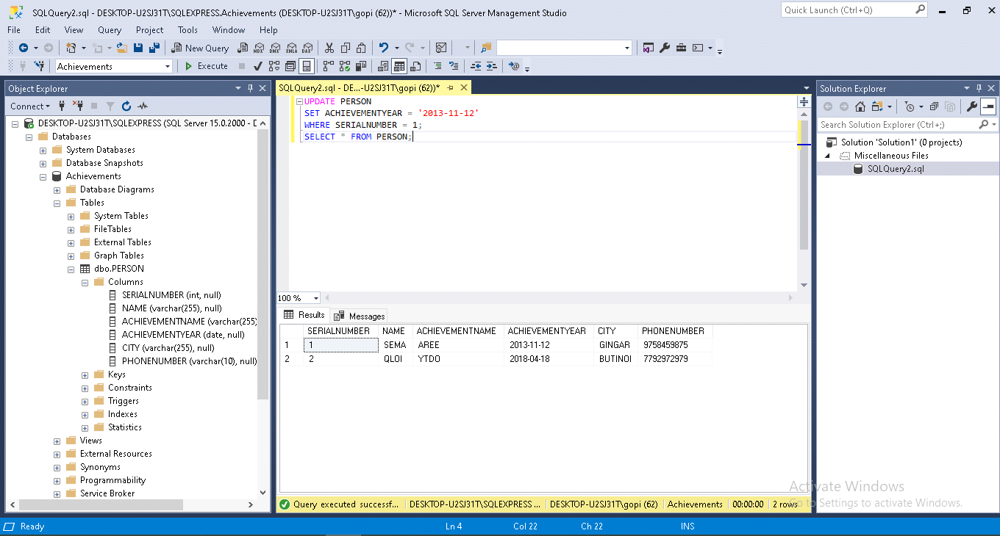 SQLQuery2.sql - DESKTOP-U2SJ31T\SQLEXPRESS.Achievements (DESKTOP-U2SJ31T\gopi (62))* - Microsoft SQL Server Management Studio
Quick Launch (Ctrl+Q)
File Edit View Query Project Tools Window Help
New Query MDX DMX XMLA DAX
Achievements Execute
Object Explorer
Connect
DESKTOP-U2SJ31T\SQLEXPRESS (SQL Server 15.0.2000 - D
Databases
System Databases
Database Snapshots
Achievements
Database Diagrams
Tables
System Tables
FileTables
External Tables
Graph Tables
dbo.PERSON
Columns
SERIALNUMBER (int, null)
NAME (varchar(255), null)
ACHIEVEMENTNAME (varchar(255)
ACHIEVEMENTYEAR (date, null)
CITY (varchar(255), null)
PHONENUMBER (varchar(10), null)
Keys
Constraints
Triggers
Indexes
Statistics
Views
External Resources
Synonyms
Programmability
Service Broker
SQLQuery2.sql - DE...-U2SJ31T\gopi (62))*
UPDATE PERSON
SET ACHIEVEMENTYEAR = '2013-11-12'
WHERE SERIALNUMBER = 1;
SELECT * FROM PERSON;
100 %
Results Messages
SERIALNUMBER NAME ACHIEVEMENTNAME ACHIEVEMENTYEAR CITY PHONENUMBER
1 1 SEMA AREE 2013-11-12 GINGAR 9758459875
2 2 QLOI YTDO 2018-04-18 BUTINOI 7792972979
Query executed successf... DESKTOP-U2SJ31T\SQLEXPRESS ... DESKTOP-U2SJ31T\gopi (62) Achievements 00:00:00 2 rows
Solution Explorer
Search Solution Explorer (Ctrl+;)
Solution 'Solution1' (0 projects)
Miscellaneous Files
SQLQuery2.sql
Activate Windows
Go to Settings to activate Windows.
Ready Ln 4 Col 22 Ch 22 INS